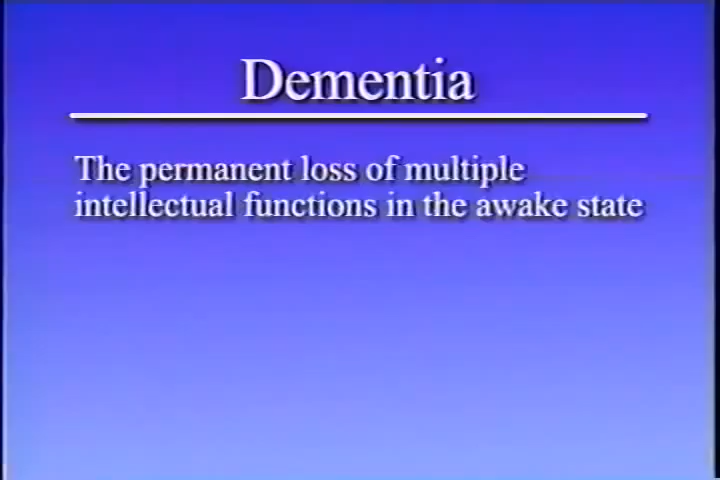 Dementia
The permanent loss of multiple
intellectual functions in the awake state